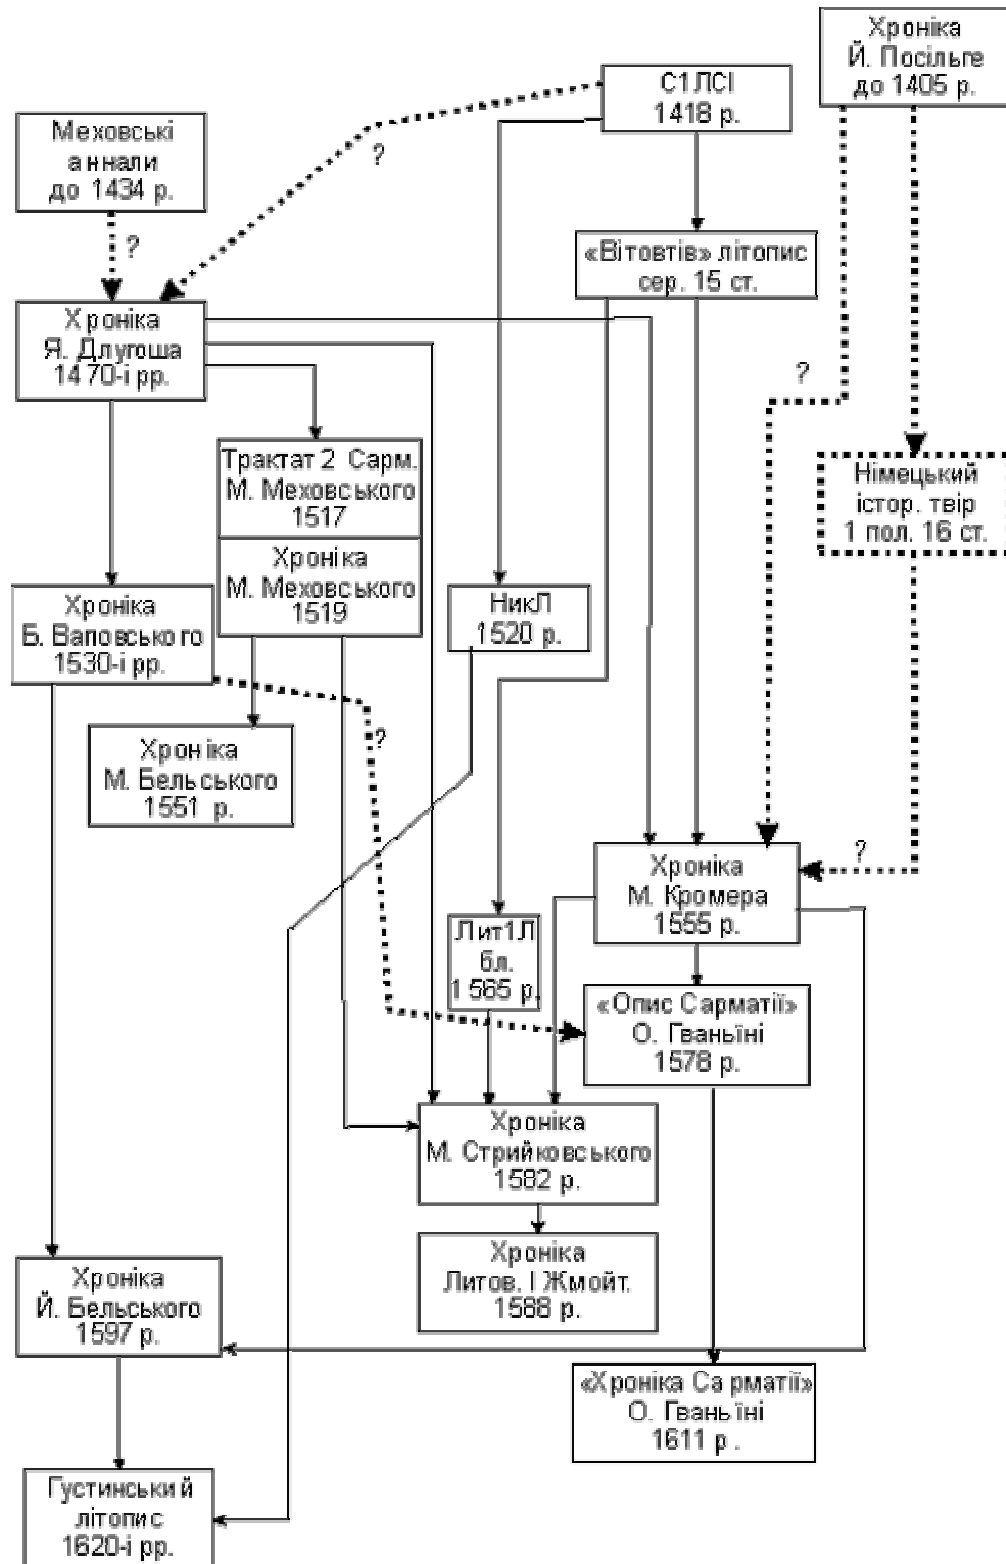 Хроніка
Й. Посільге
до 1405 р.
С1ЛСІ
1418 р.
Меховські
аннали
до 1434 р.
?
?
«Вітовтів» літопис
сер. 15 ст.
Хроніка
Я. Длугоша
1470-і рр.
?
Трактат 2 Сарм.
М. Меховського
1517
Німецький
істор. твір
1 пол. 16 ст.
Хроніка
М. Меховського
1519
Хроніка
Б. Ваповського
1530-і рр.
НикЛ
1520 р.
?
Хроніка
М. Бельського
1551 р.
?
Хроніка
М. Кромера
1555 р.
Лит1Л
бл.
1565 р.
«Опис Сарматії»
О. Гваньїні
1578 р.
Хроніка
М. Стрийковського
1582 р.
Хроніка
Литов. І Жмойт.
1588 р.
Хроніка
Й. Бельського
1597 р.
«Хроніка Сарматії»
О. Гваньїні
1611 р.
Густинський
літопис
1620-і рр.